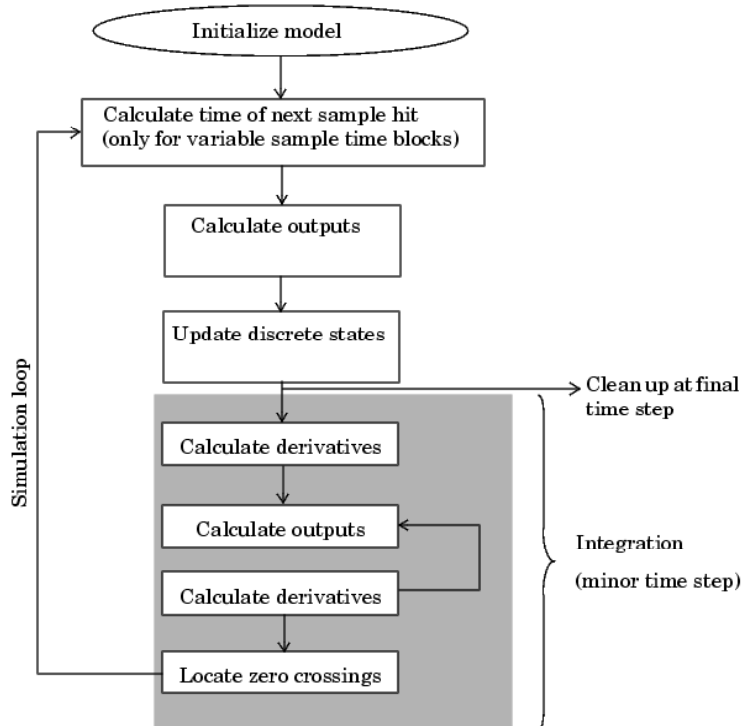 Initialize model
Calculate time of next sample hit
(only for variable sample time blocks)
Calculate outputs
Update discrete states
Clean up at final
time step
Simulation loop
Calculate derivatives
Calculate outputs
Integration
(minor time step)
Calculate derivatives
Locate zero crossings